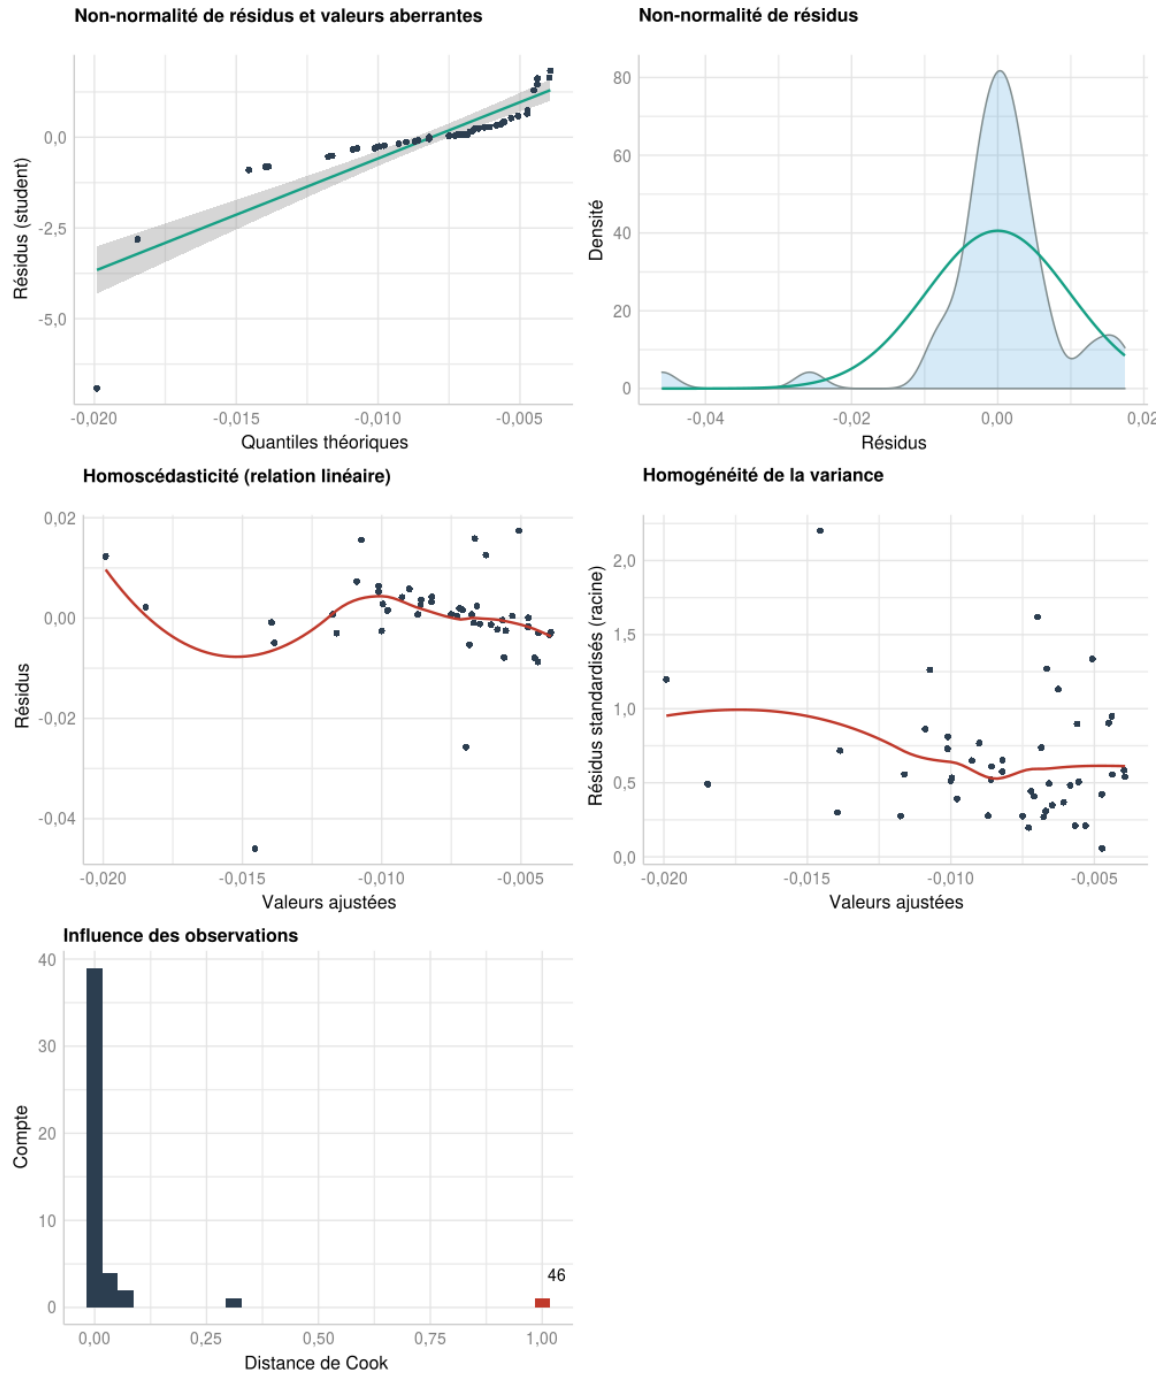 Non-normalité de résidus et valeurs aberrantes
Résidus (student)
0,0
-2,5
-5,0
-0,020 -0,015 -0,010 -0,005
Quantiles théoriques
Non-normalité de résidus
Densité
80
60
40
20
0
-0,04 -0,02 0,00 0,02
Résidus
Homoscédasticité (relation linéaire)
Résidus
0,02
0,00
-0,02
-0,04
-0,020 -0,015 -0,010 -0,005
Valeurs ajustées
Homogénéité de la variance
Résidus standardisés (racine)
2,0
1,5
1,0
0,5
0,0
-0,020 -0,015 -0,010 -0,005
Valeurs ajustées
Influence des observations
Compte
40
30
20
10
0
46
0,00 0,25 0,50 0,75 1,00
Distance de Cook